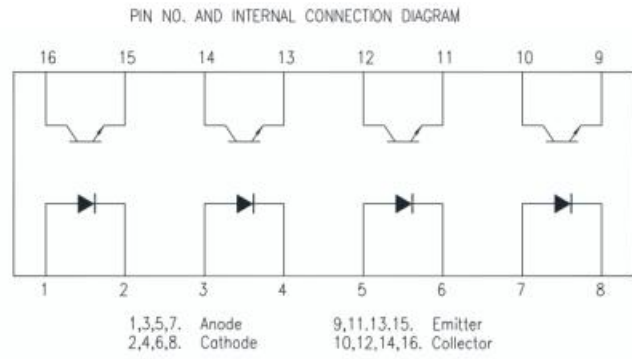 PIN NO. AND INTERNAL CONNECTION DIAGRAM
16 15 14 13 12 11 10 9
1 2 3 4 5 6 7 8
1,3,5,7. Anode 9,11.13.15. Emitter
2,4,6,8. Cathode 10,12,14,16. Collector